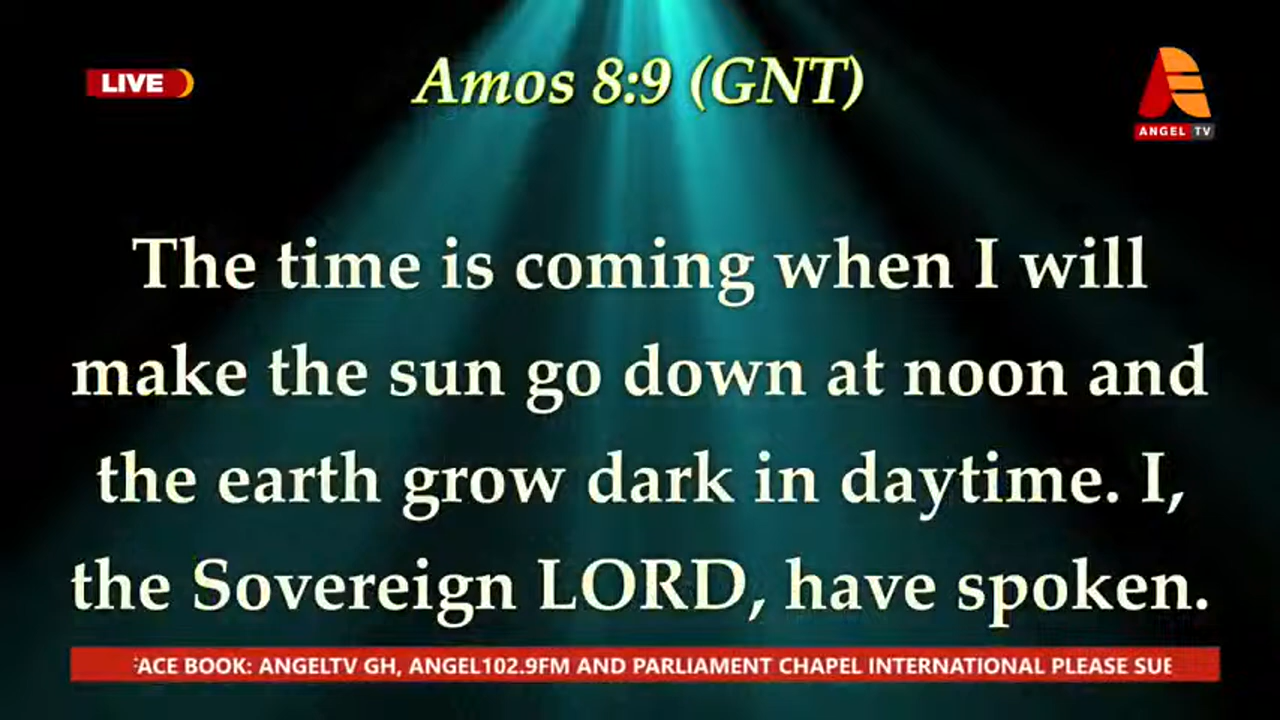 LIVE
Amos 8:9 (GNT)
ANGEL TV
The time is coming when I will
make the sun go down at noon and
the earth grow dark in daytime. I,
the Sovereign LORD, have spoken.
ACE BOOK: ANGELTV GH, ANGEL102.9FM AND PARLIAMENT CHAPEL INTERNATIONAL PLEASE